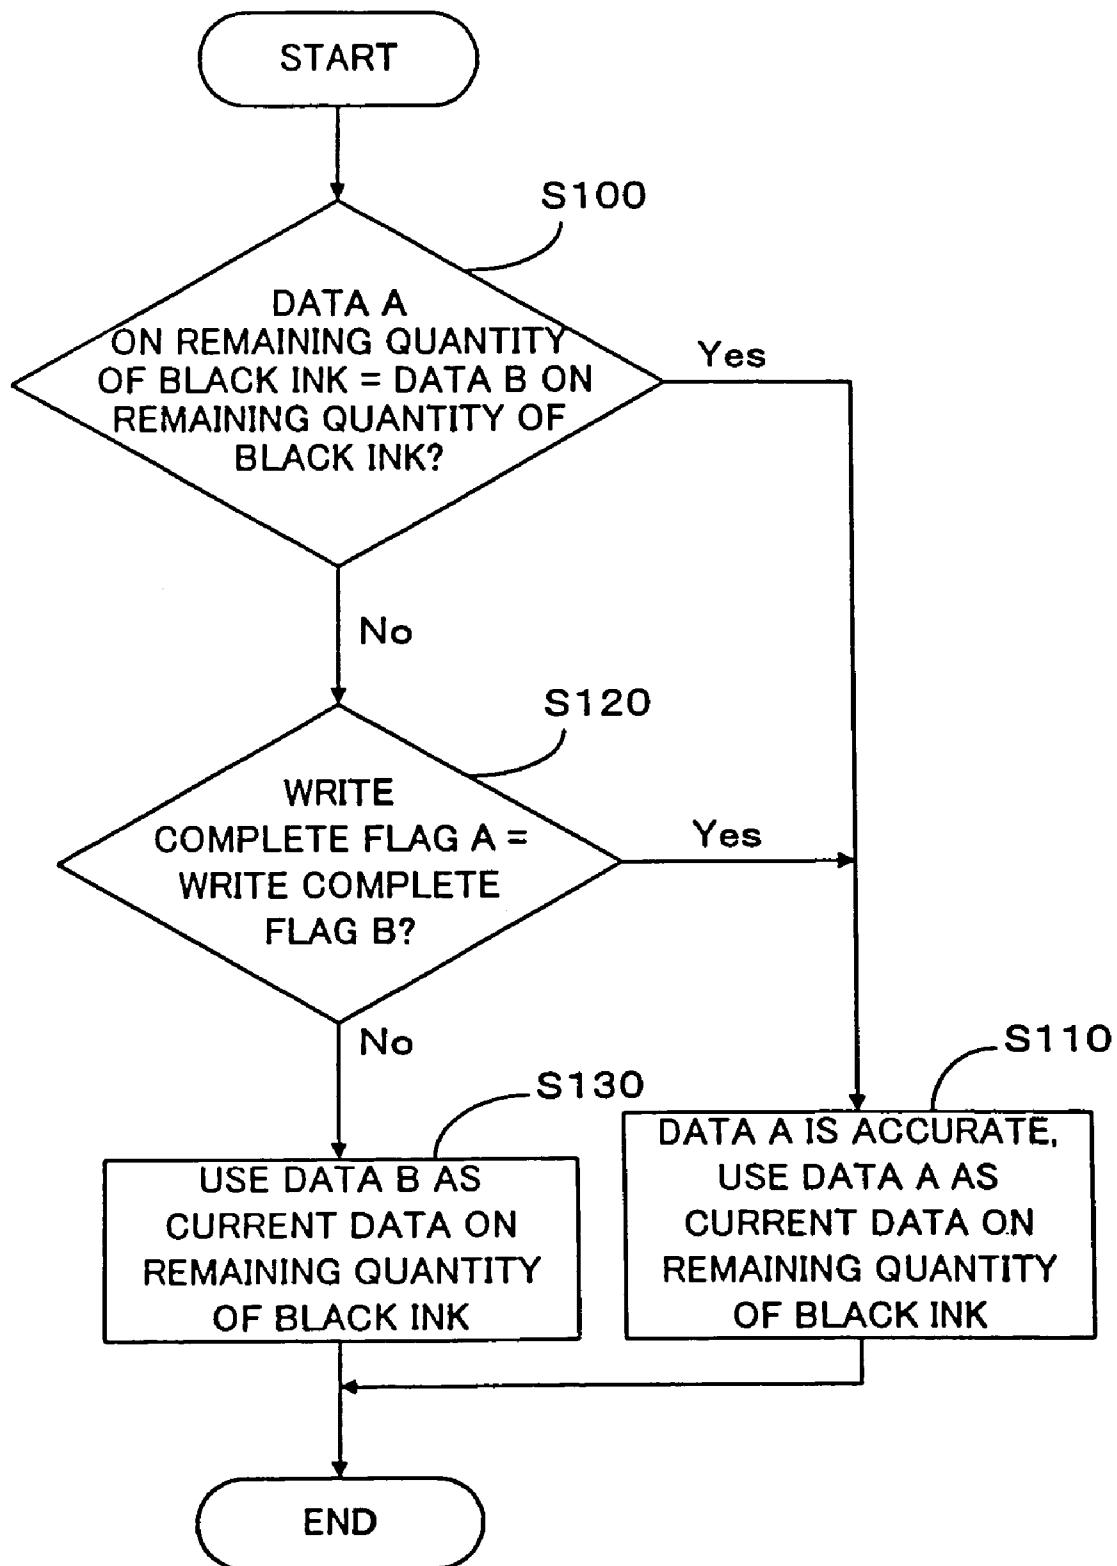 START
S100
DATA A
ON REMAINING QUANTITY
OF BLACK INK = DATA B ON
REMAINING QUANTITY OF
BLACK INK?
Yes
No
S120
WRITE
COMPLETE FLAG A =
WRITE COMPLETE
FLAG B?
Yes
No
S130
USE DATA B AS
CURRENT DATA ON
REMAINING QUANTITY
OF BLACK INK
S110
DATA A IS ACCURATE,
USE DATA A AS
CURRENT DATA ON
REMAINING QUANTITY
OF BLACK INK
END